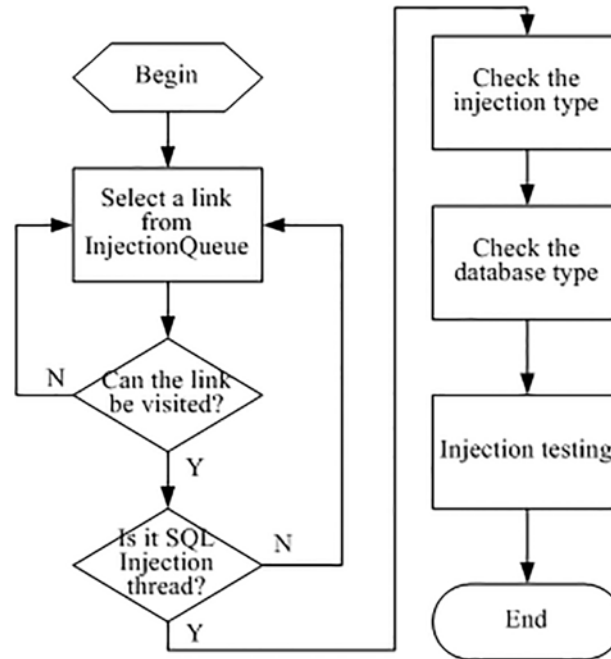 Begin
Select a link
from
InjectionQueue
Can the link
be visited?
N
Y
Is it SQL
Injection
thread?
N
Y
Check the
injection type
Check the
database type
Injection testing
End